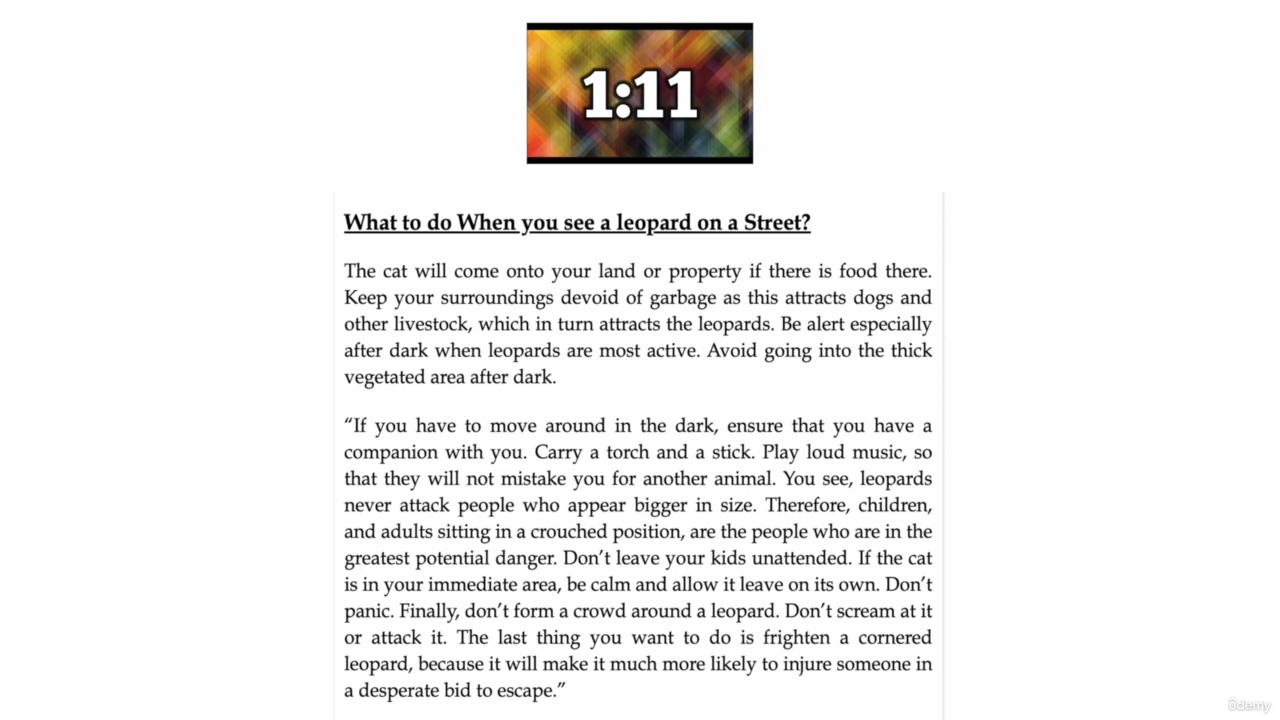 1:11
What to do When you see a leopard on a Street?
The cat will come onto your land or property if there is food there.
Keep your surroundings devoid of garbage as this attracts dogs and
other livestock, which in turn attracts the leopards. Be alert especially
after dark when leopards are most active. Avoid going into the thick
vegetated area after dark.
“If you have to move around in the dark, ensure that you have a
companion with you. Carry a torch and a stick. Play loud music, so
that they will not mistake you for another animal. You see, leopards
never attack people who appear bigger in size. Therefore, children,
and adults sitting in a crouched position, are the people who are in the
greatest potential danger. Don’t leave your kids unattended. If the cat
is in your immediate area, be calm and allow it leave on its own. Don’t
panic. Finally, don’t form a crowd around a leopard. Don’t scream at it
or attack it. The last thing you want to do is frighten a cornered
leopard, because it will make it much more likely to injure someone in
a desperate bid to escape.”
ûdemy